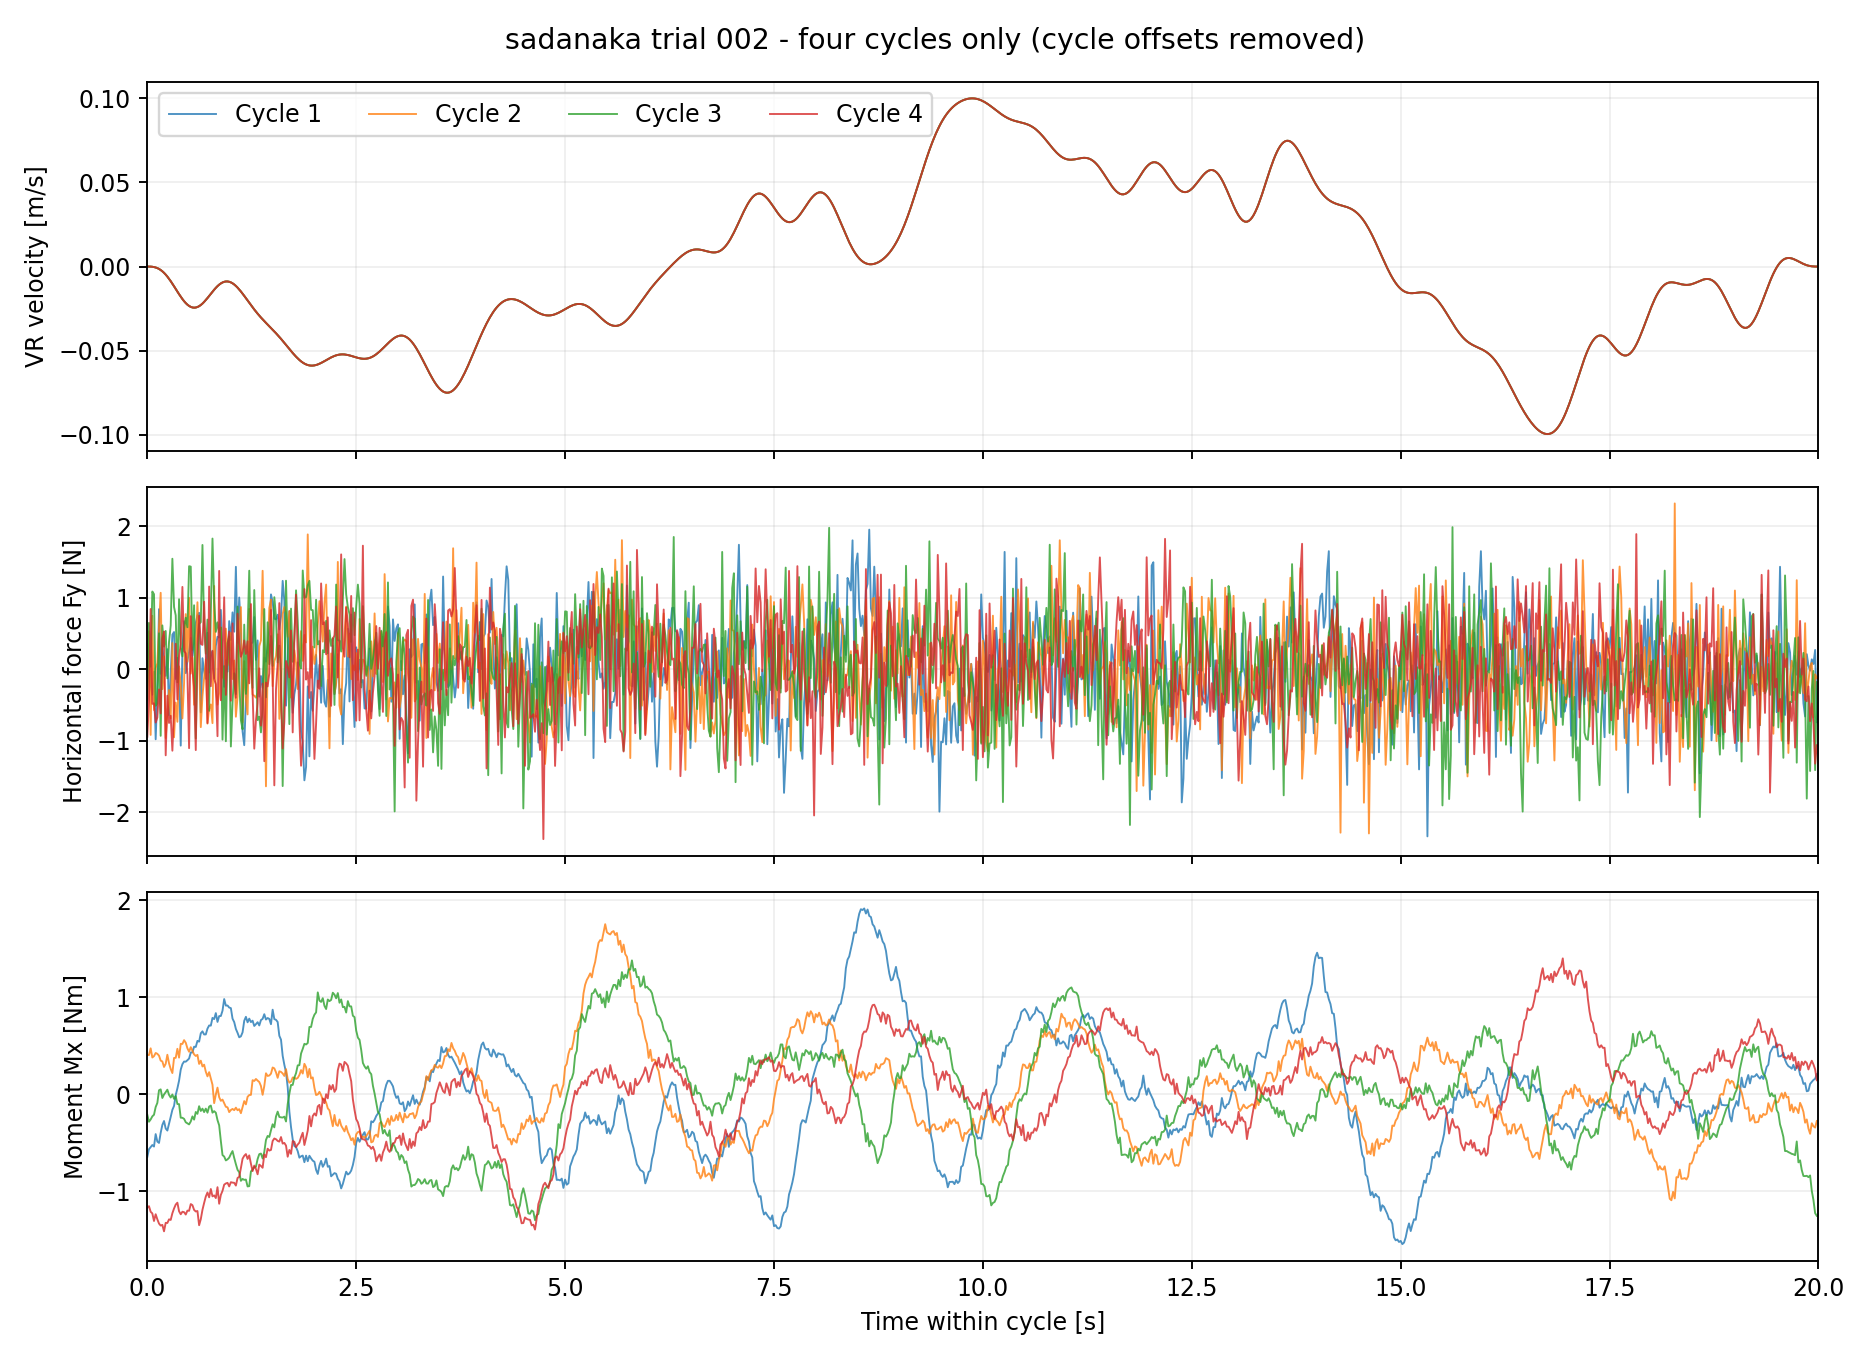 sadanaka trial 002 - four cycles only (cycle offsets removed)
Cycle 1 Cycle 2 Cycle 3 Cycle 4
VR velocity [m/s]
0.10
0.05
0.00
−0.05
−0.10
Horizontal force Fy [N]
2
1
0
−1
−2
Moment Mx [Nm]
2
1
0
−1
0.0 2.5 5.0 7.5 10.0 12.5 15.0 17.5 20.0
Time within cycle [s]